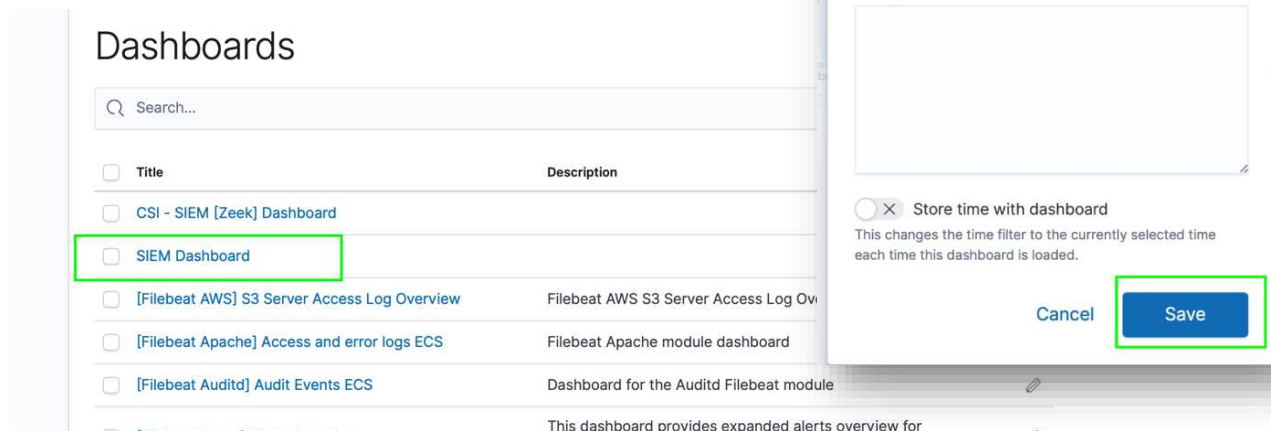 Dashboards
Search...
Title Description
CSI - SIEM [Zeek] Dashboard
SIEM Dashboard
[Filebeat AWS] S3 Server Access Log Overview Filebeat AWS S3 Server Access Log
[Filebeat Apache] Access and error logs ECS Filebeat Apache module dashboard
[Filebeat Auditd] Audit Events ECS Dashboard for the Auditd Filebeat module
This dashboard provides expanded alerts overview for
Store time with dashboard
This changes the time filter to the currently selected time
each time this dashboard is loaded.
Cancel Save